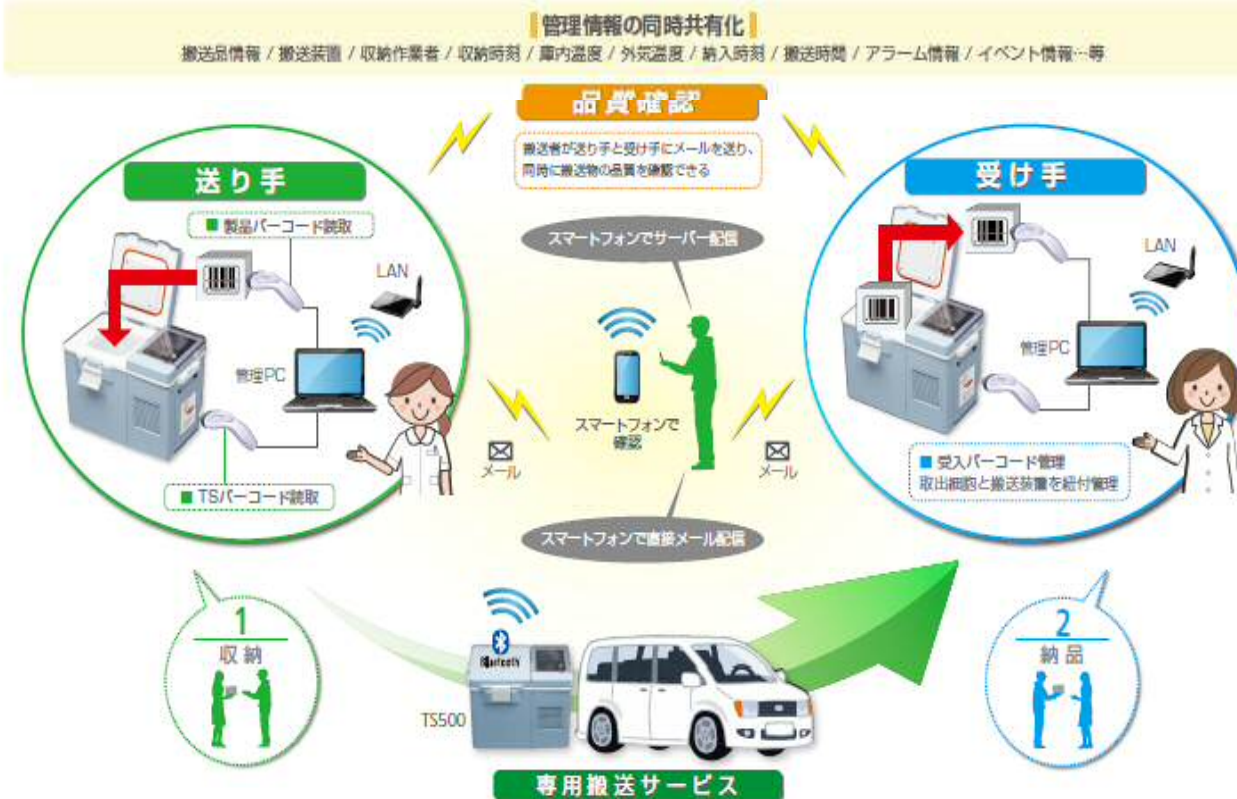 管理情報の同時共有化
搬送品情報 / 搬送装置 / 収納作業者 / 収納時刻 / 庫内温度 / 外気温度 / 納入時刻 / 搬送時間 / アラーム情報 / イベント情報…等
品質確認
搬送者が送り手と受け手にメールを送り、
同時に搬送物の品質を確認できる
送り手
■ 製品バーコード読取
LAN
管理PC
■ TSバーコード読取
スマートフォンでサーバー配信
スマートフォンで
確認
メール
メール
スマートフォンで直接メール配信
受け手
LAN
管理PC
■ 受入バーコード管理
取出細胞と搬送装置を紐付管理
1
収納
2
納品
Bluetooth
TS500
専用搬送サービス